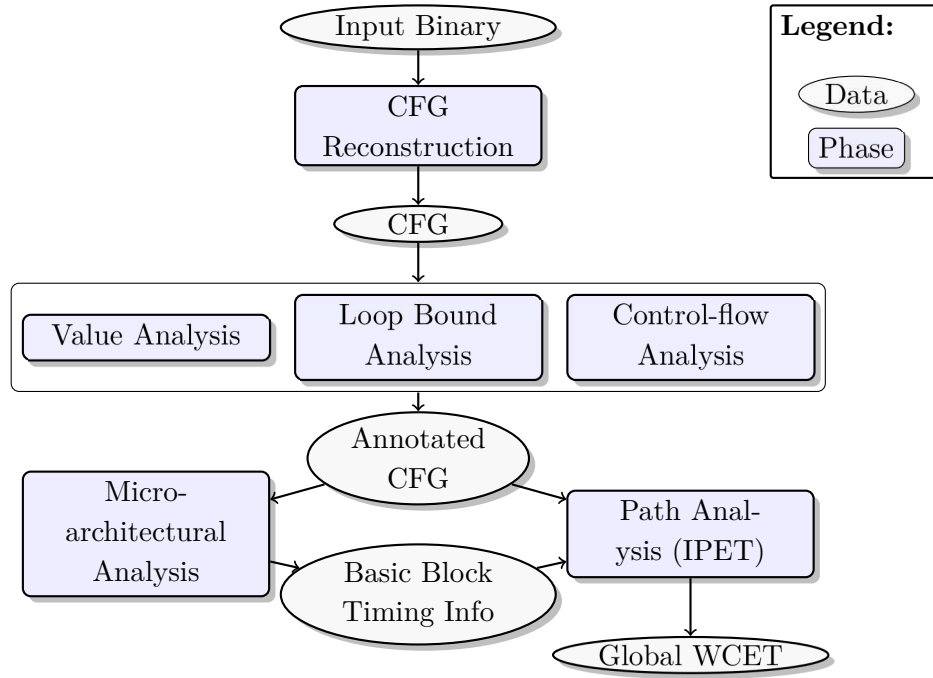 Input Binary
Legend:
Data
Phase
CFG
Reconstruction
CFG
Value Analysis
Loop Bound
Analysis
Control-flow
Analysis
Annotated
CFG
Micro-
architectural
Analysis
Path Anal-
ysis (IPET)
Basic Block
Timing Info
Global WCET